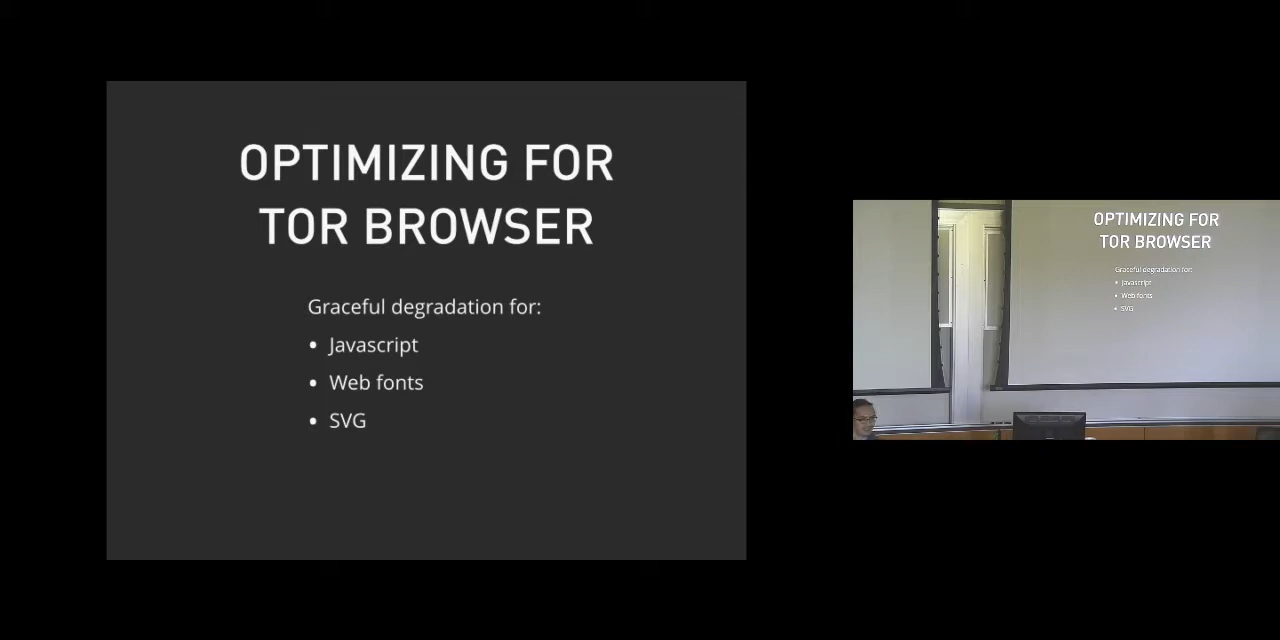 OPTIMIZING FOR
TOR BROWSER
Graceful degradation for:
• Javascript
• Web fonts
• SVG
OPTIMIZING FOR
TOR BROWSER
Graceful degradation for:
• Javascript
• Web fonts
• SVG